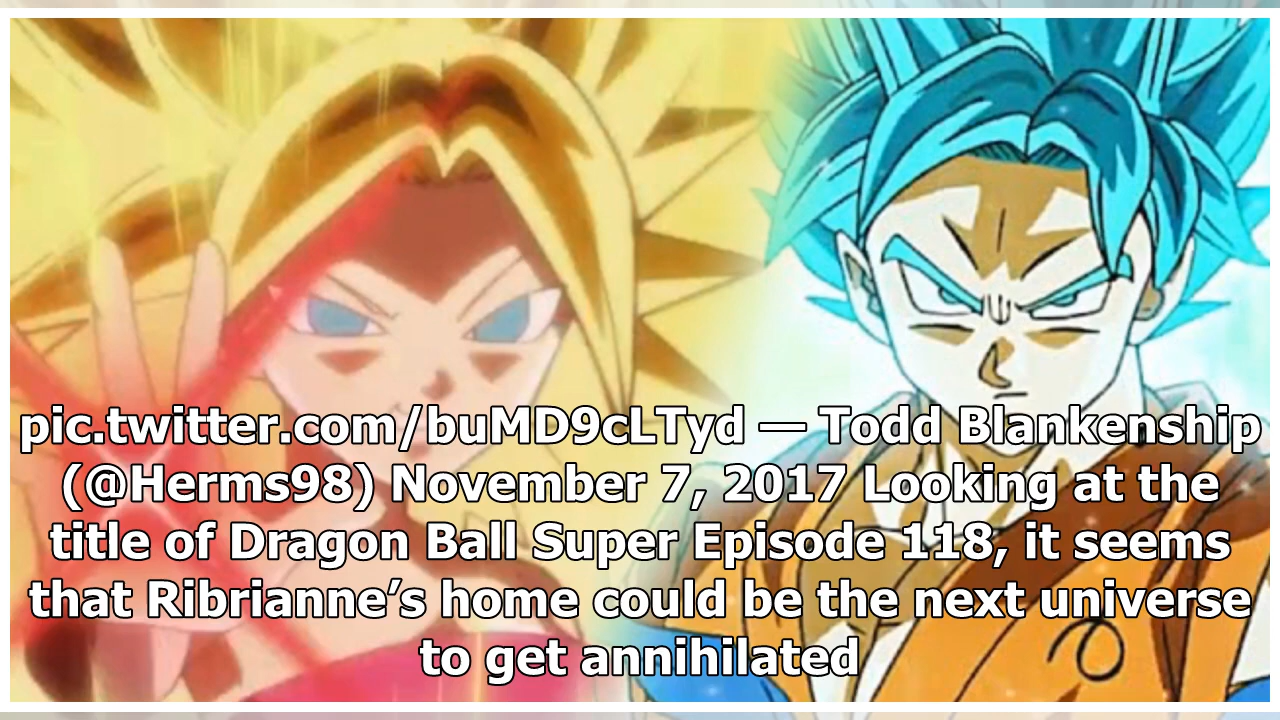 pic.twitter.com/buMD9cLTyd — Todd Blankenship
(@Herms98) November 7, 2017 Looking at the
title of Dragon Ball Super Episode 118, it seems
that Ribrianne’s home could be the next universe
to get annihilated